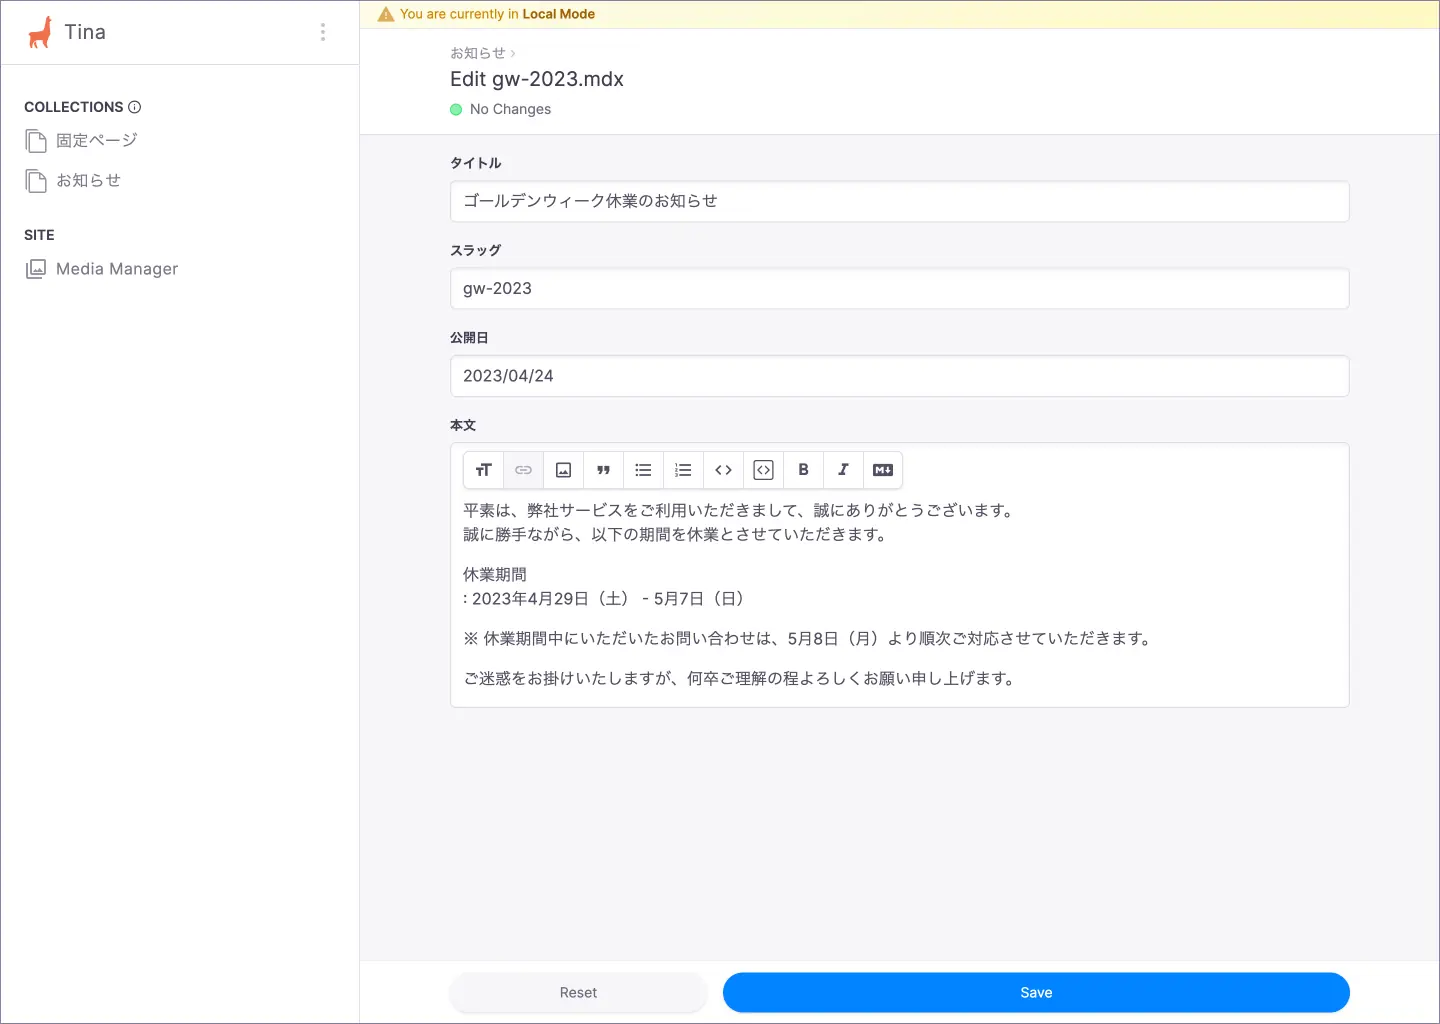 Tina
COLLECTIONS
固定ページ
お知らせ
SITE
Media Manager
You are currently in Local Mode
お知らせ
Edit gw-2023.mdx
No Changes
タイトル
ゴールデンウィーク休業のお知らせ
スラッグ
gw-2023
公開日
2023/04/24
本文
平素は、弊社サービスをご利用いただきまして、誠にありがとうございます。
誠に勝手ながら、以下の期間を休業とさせていただきます。
休業期間
: 2023年4月29日（土） - 5月7日（日）
※ 休業期間中にいただいたお問い合わせは、5月8日（月）より順次ご対応させていただきます。
ご迷惑をお掛けいたしますが、何卒ご理解の程よろしくお願い申し上げます。
Reset
Save